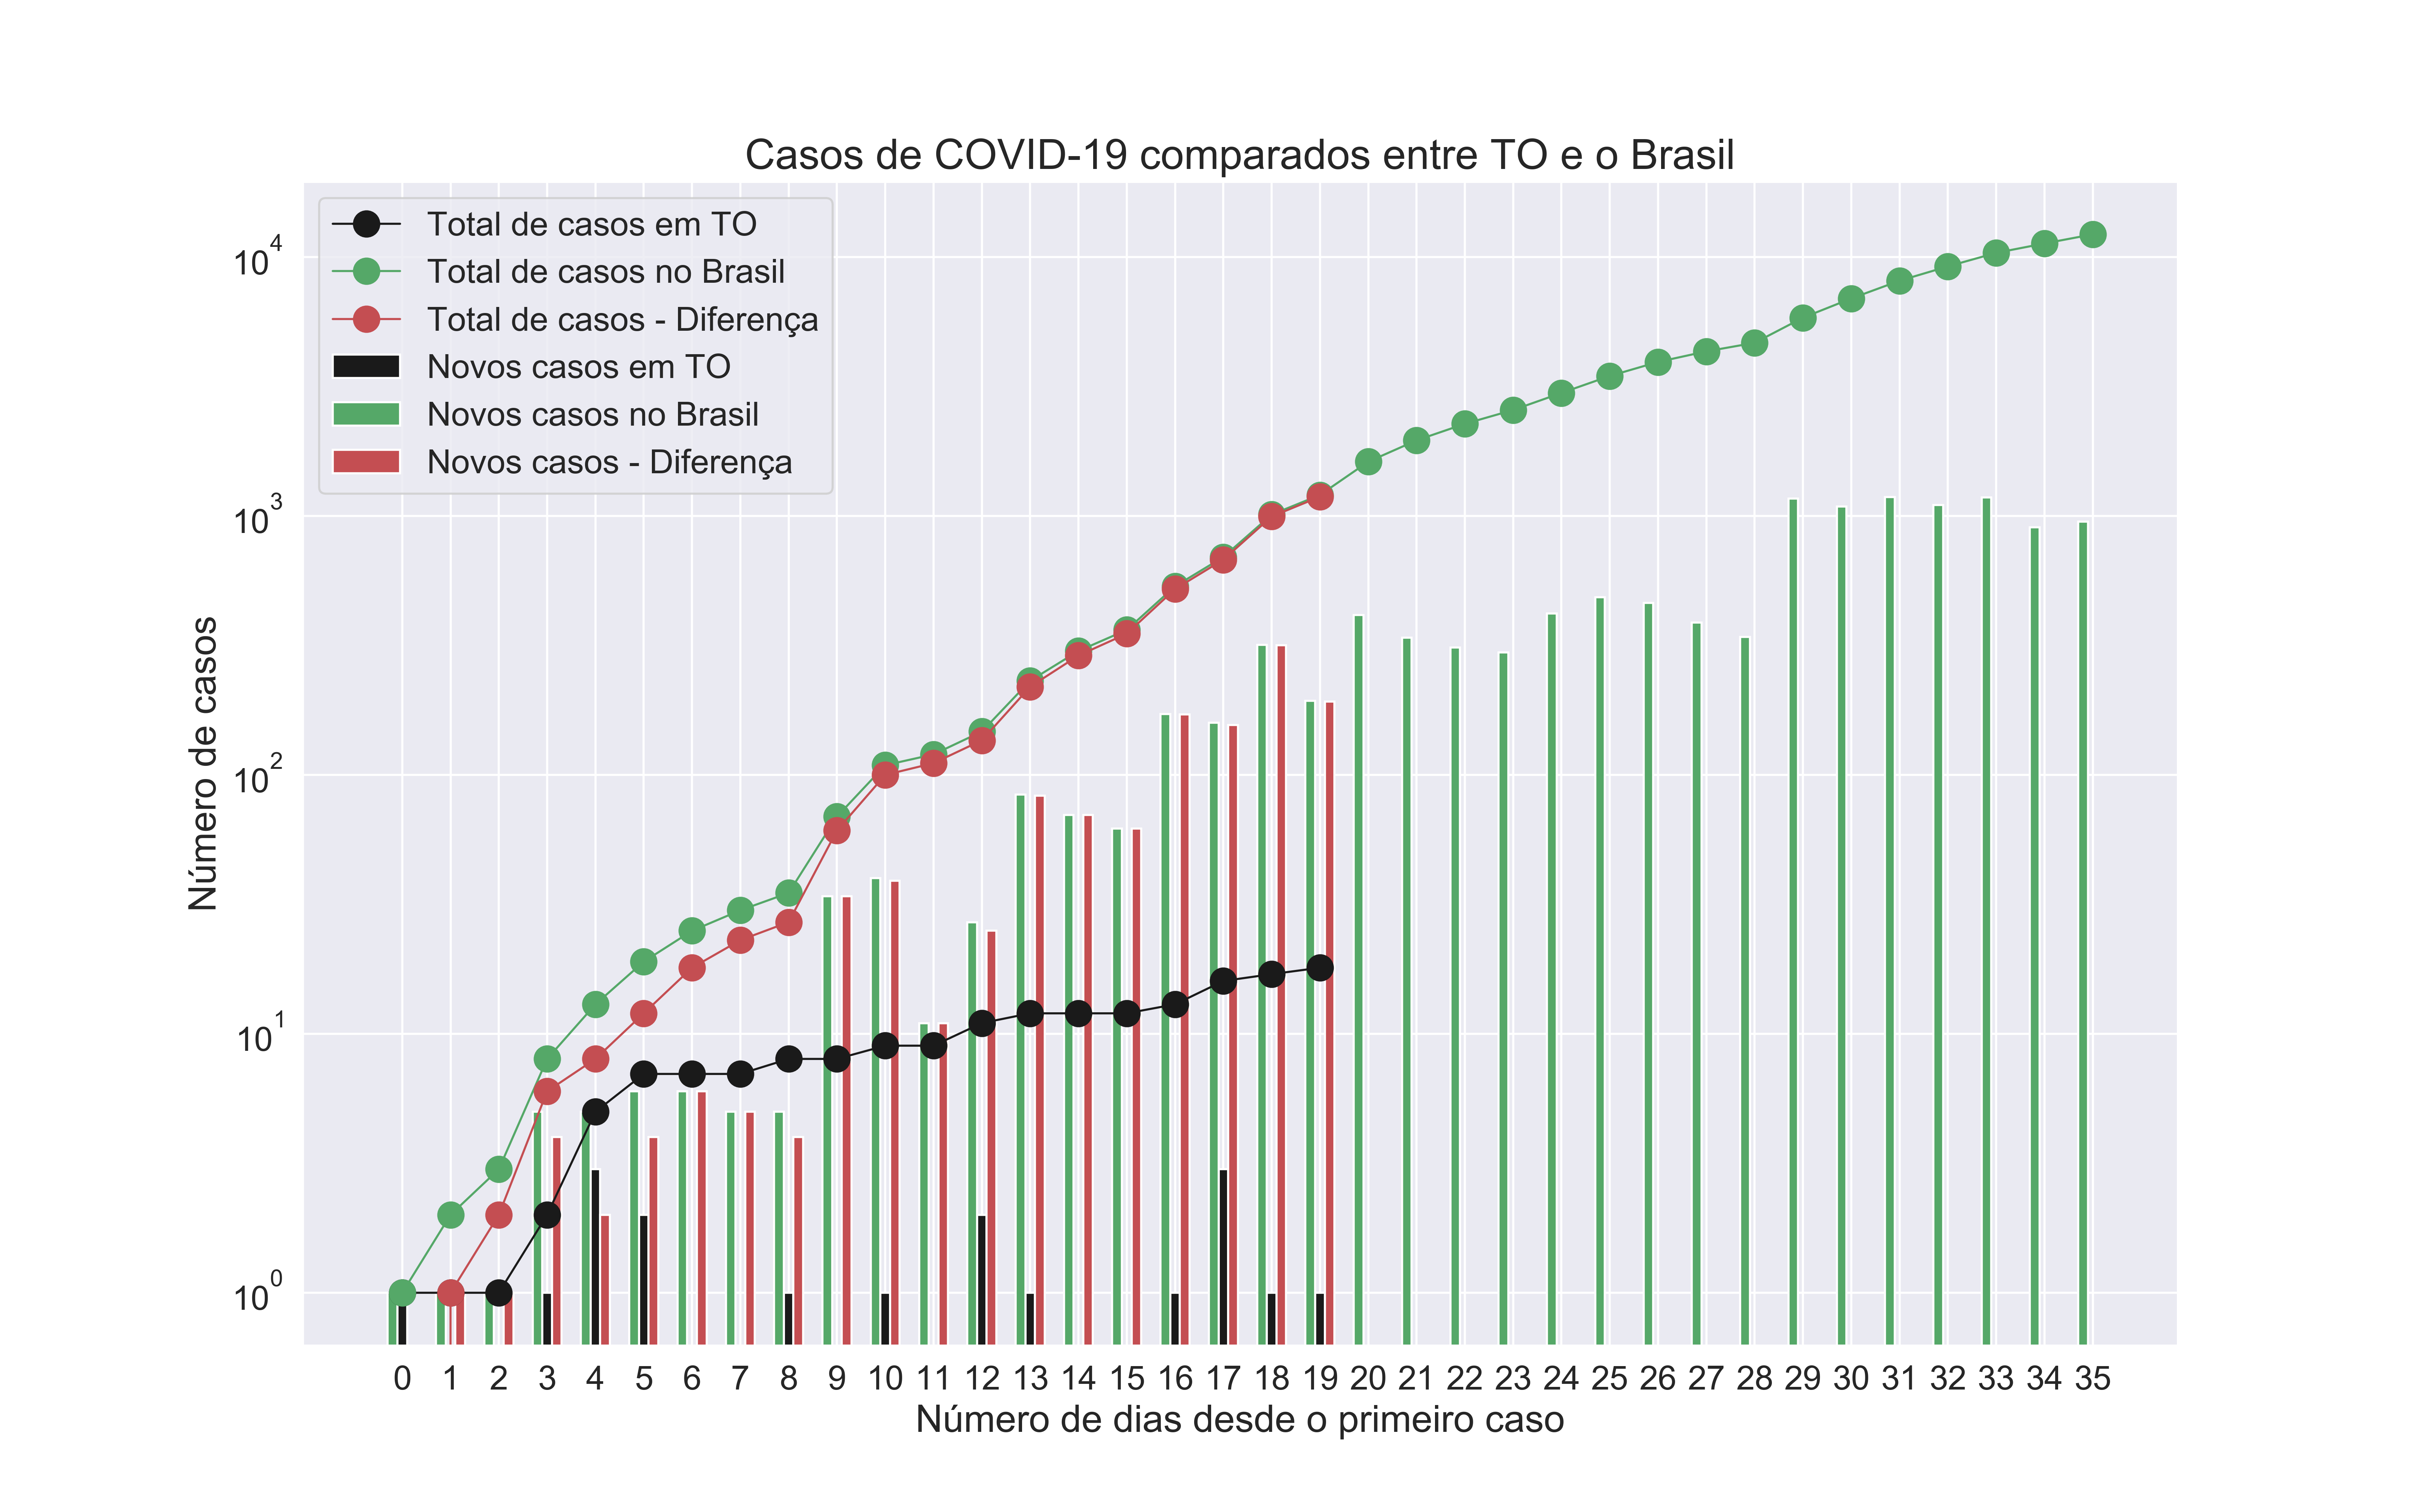 Casos de COVID-19 comparados entre TO e o Brasil
Total de casos em TO
Total de casos no Brasil
Total de casos - Diferença
Novos casos em TO
Novos casos no Brasil
Novos casos - Diferença
10^4
10^3
10^2
10^1
10^0
Número de casos
0 1 2 3 4 5 6 7 8 9 10 11 12 13 14 15 16 17 18 19 20 21 22 23 24 25 26 27 28 29 30 31 32 33 34 35
Número de dias desde o primeiro caso